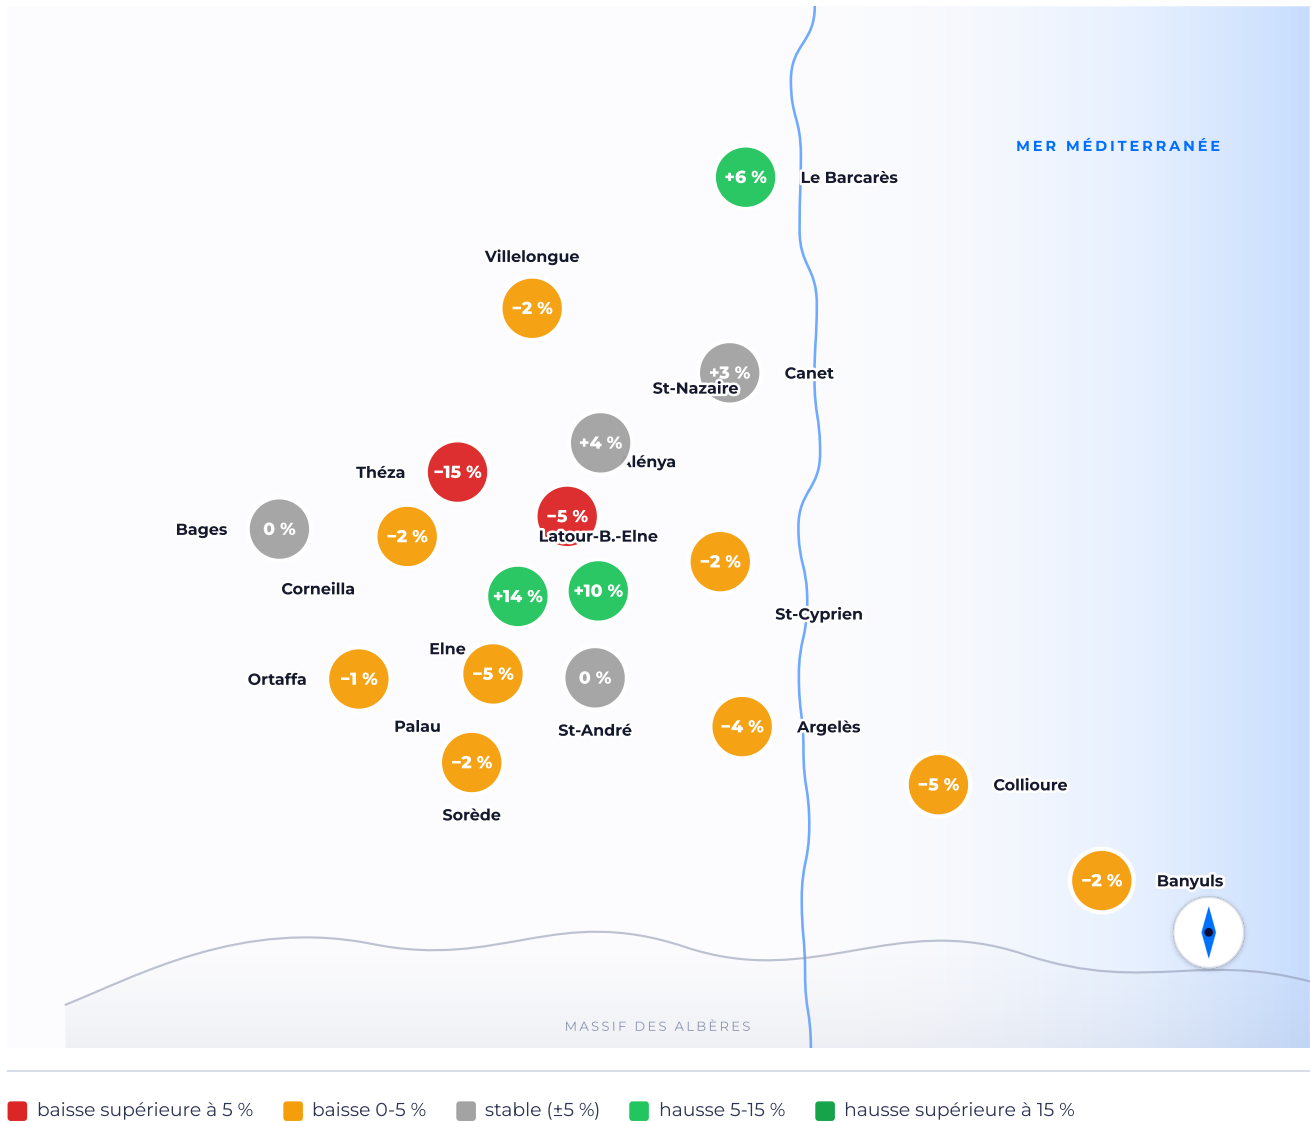 MER MÉDITERRANÉE
+6 %
Le Barcarès
Villelongue
−2 %
+3 %
Canet
St-Nazaire
+4 %
Alénya
Théza
−15 %
−5 %
Latour-B.-Elne
Bages
0 %
−2 %
Corneilla
−2 %
St-Cyprien
+14 %
+10 %
Elne
−5 %
0 %
St-André
Ortaffa
−1 %
Palau
−2 %
Sorède
−4 %
Argelès
−5 %
Collioure
−2 %
Banyuls
MASSIF DES ALBÈRES
baisse supérieure à 5 %
baisse 0-5 %
stable (±5 %)
hausse 5-15 %
hausse supérieure à 15 %